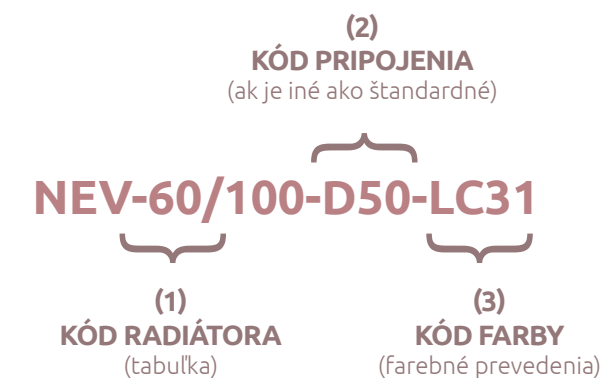 (2)
KÓD PRIPOJENIA
(ak je iné ako štandardné)
NEV-60/100-D50-LC31
(1)
KÓD RADIÁTORA
(tabuľka)
(3)
KÓD FARBY
(farebné prevedenia)